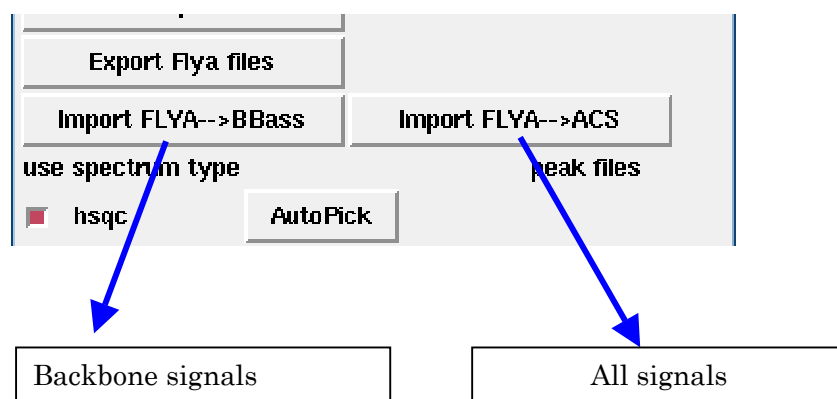 Export Flya files
Import FLYA-->BBass Import FLYA-->ACS
use spectrum type peak files
hsqc AutoPick
Backbone signals All signals